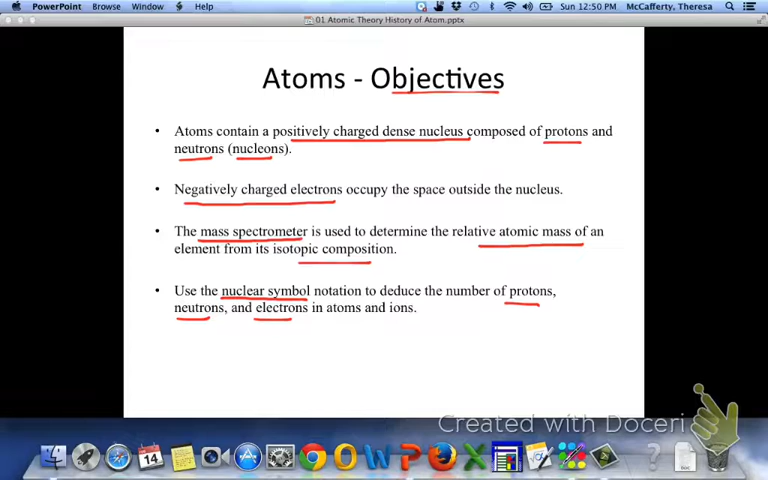 PowerPoint Browse Window Help Sun 12:50 PM McCafferty, Theresa
01 Atomic Theory History of Atom.pptx
Atoms - Objectives
• Atoms contain a positively charged dense nucleus composed of protons and
neutrons (nucleons).
• Negatively charged electrons occupy the space outside the nucleus.
• The mass spectrometer is used to determine the relative atomic mass of an
element from its isotopic composition.
• Use the nuclear symbol notation to deduce the number of protons,
neutrons, and electrons in atoms and ions.
Created with Doceri
14